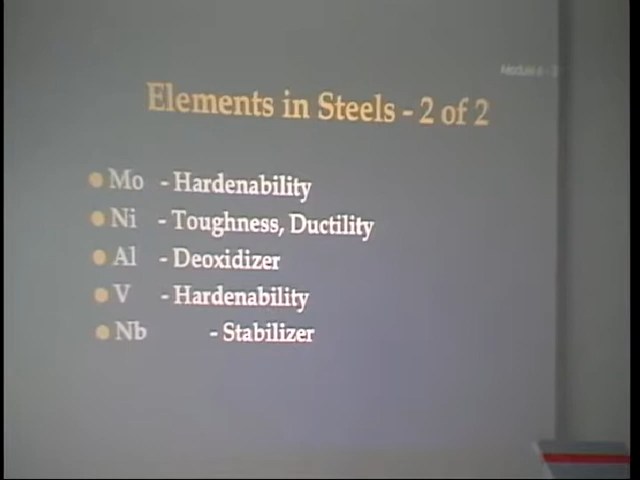 Elements in Steels - 2 of 2
Mo - Hardenability
Ni - Toughness, Ductility
Al - Deoxidizer
V - Hardenability
Nb - Stabilizer